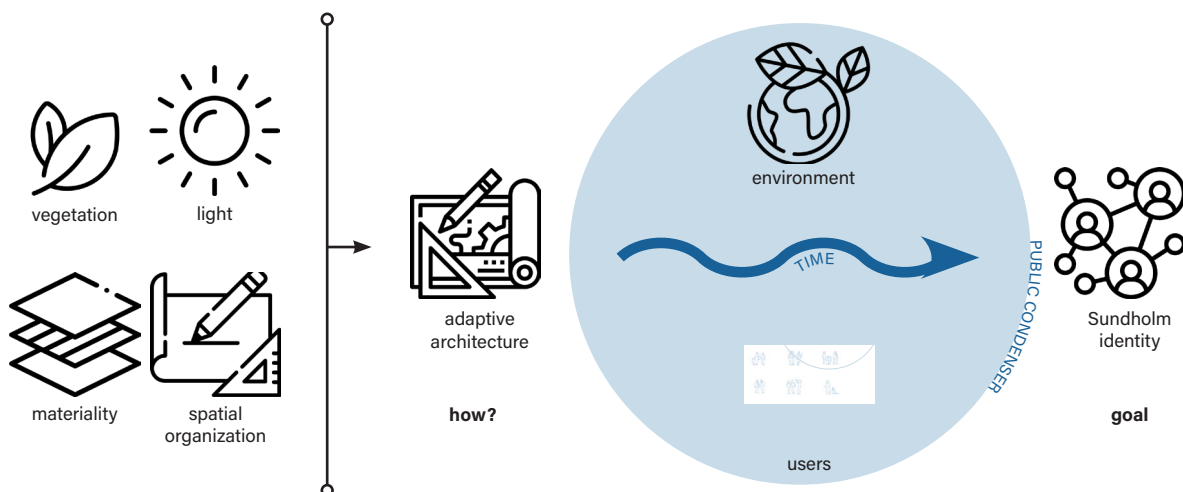 vegetation
light
materiality
spatial
organization
adaptive
architecture
how?
environment
TIME
users
PUBLIC CONDENSER
Sundholm
identity
goal